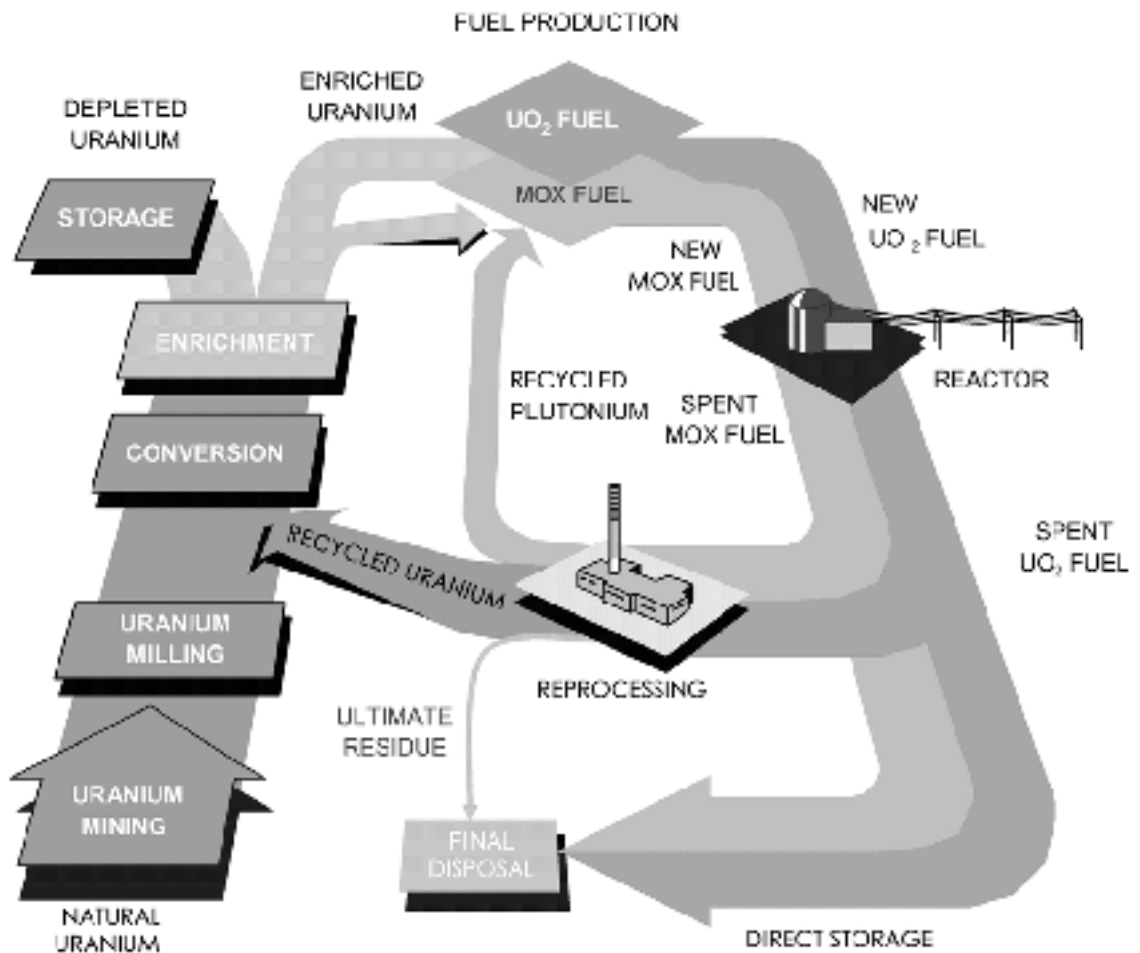 FUEL PRODUCTION
ENRICHED
URANIUM
DEPLETED
URANIUM
UO₂ FUEL
MOX FUEL
STORAGE
NEW
UO₂ FUEL
NEW
MOX FUEL
ENRICHMENT
REACTOR
RECYCLED
PLUTONIUM
SPENT
MOX FUEL
CONVERSION
SPENT
UO₂ FUEL
RECYCLED URANIUM
URANIUM
MILLING
REPROCESSING
ULTIMATE
RESIDUE
URANIUM
MINING
FINAL
DISPOSAL
NATURAL
URANIUM
DIRECT STORAGE